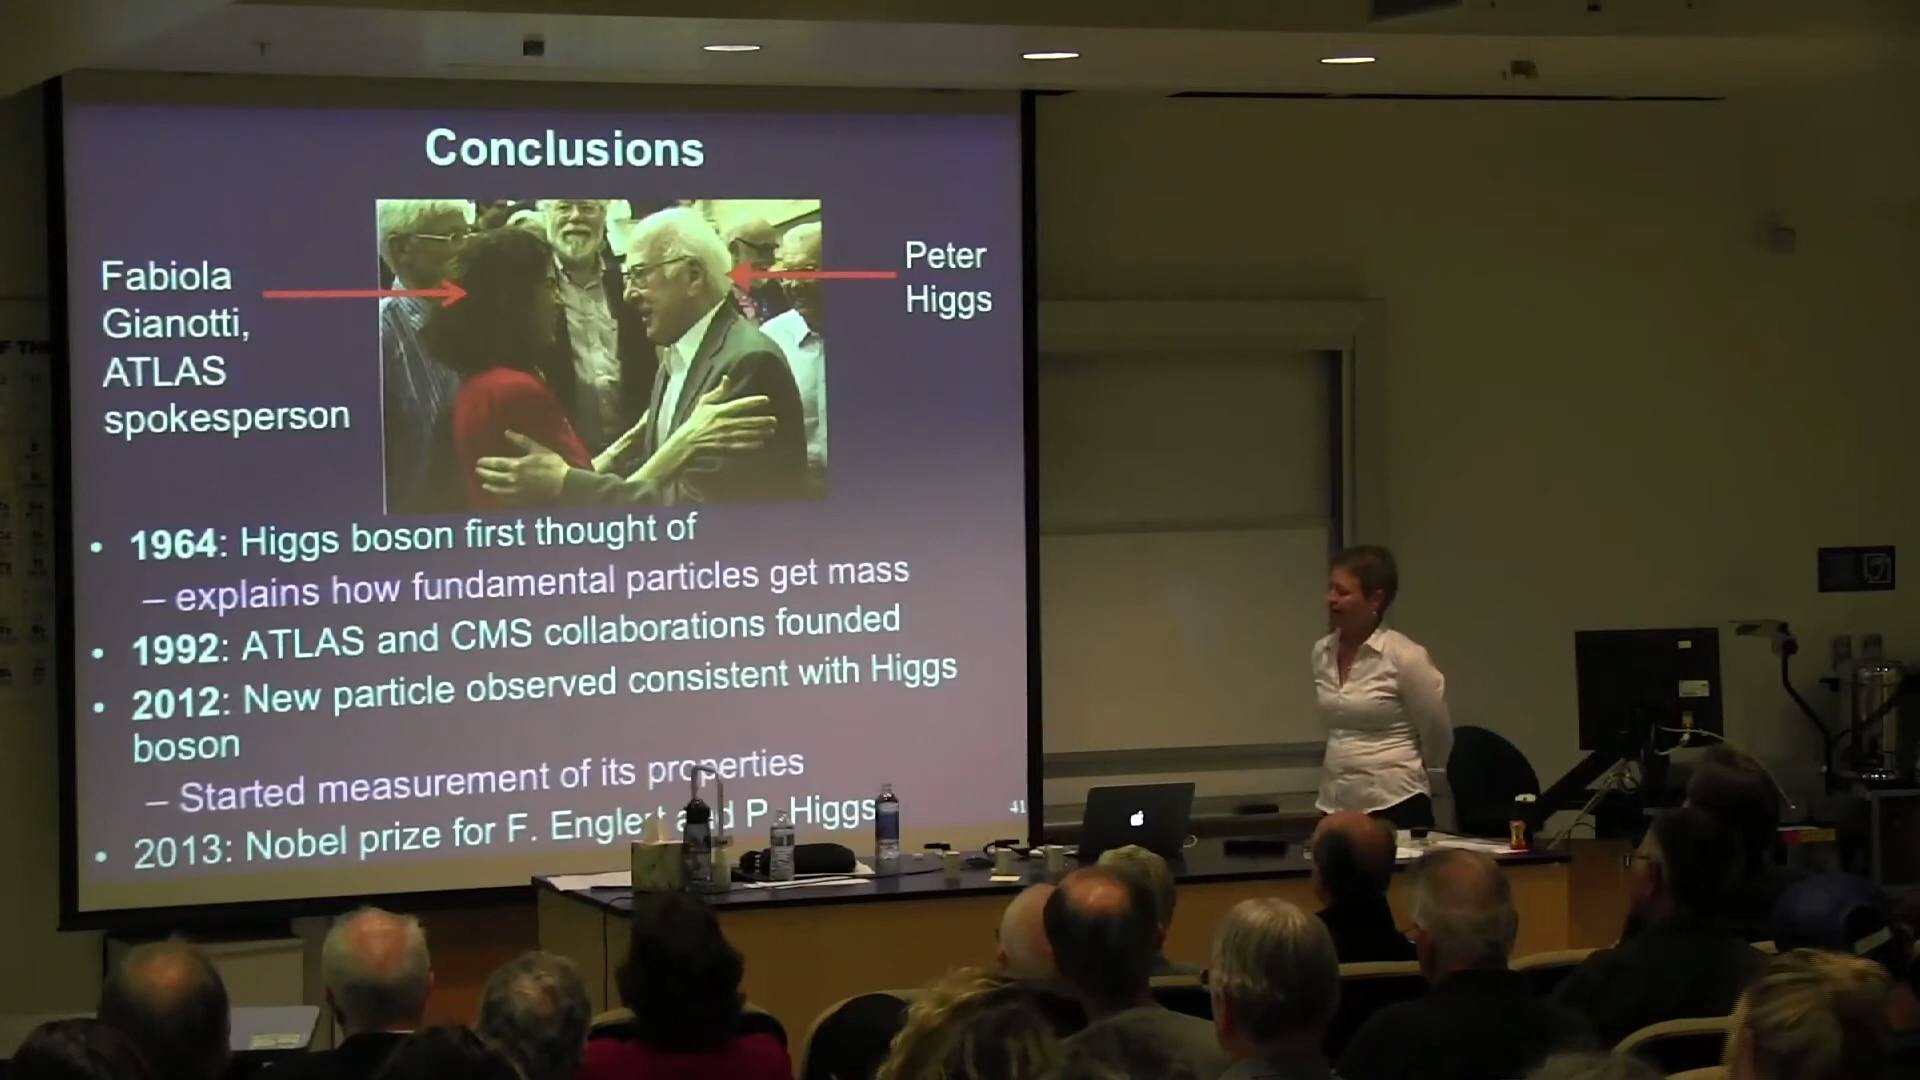 Conclusions
Fabiola
Gianotti,
ATLAS
spokesperson
Peter
Higgs
• 1964: Higgs boson first thought of
– explains how fundamental particles get mass
• 1992: ATLAS and CMS collaborations founded
• 2012: New particle observed consistent with Higgs
boson
– Started measurement of its properties
• 2013: Nobel prize for F. Englert and P. Higgs
41